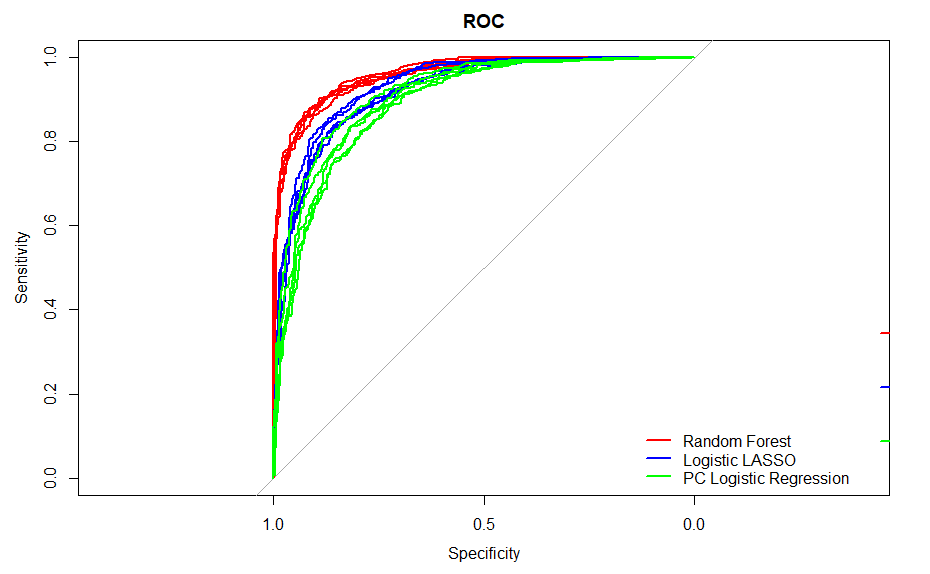 ROC
1.0
0.8
0.6
0.4
0.2
0.0
Sensitivity
Random Forest
Logistic LASSO
PC Logistic Regression
1.0 0.5 0.0
Specificity